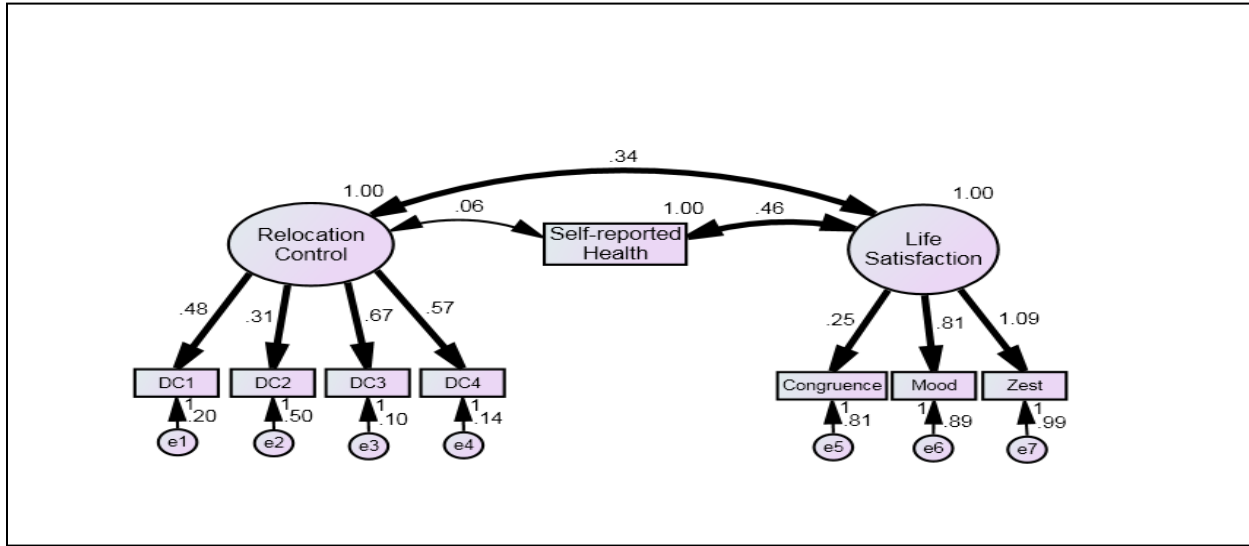 .34
1.00
1.00
.06
1.00
.46
Relocation
Control
Self-reported
Health
Life
Satisfaction
.48
.31
.67
.57
.25
.81
1.09
DC1
DC2
DC3
DC4
Congruence
Mood
Zest
1
.20
1
.50
1
.10
1
.14
1
.81
1
.89
1
.99
e1
e2
e3
e4
e5
e6
e7